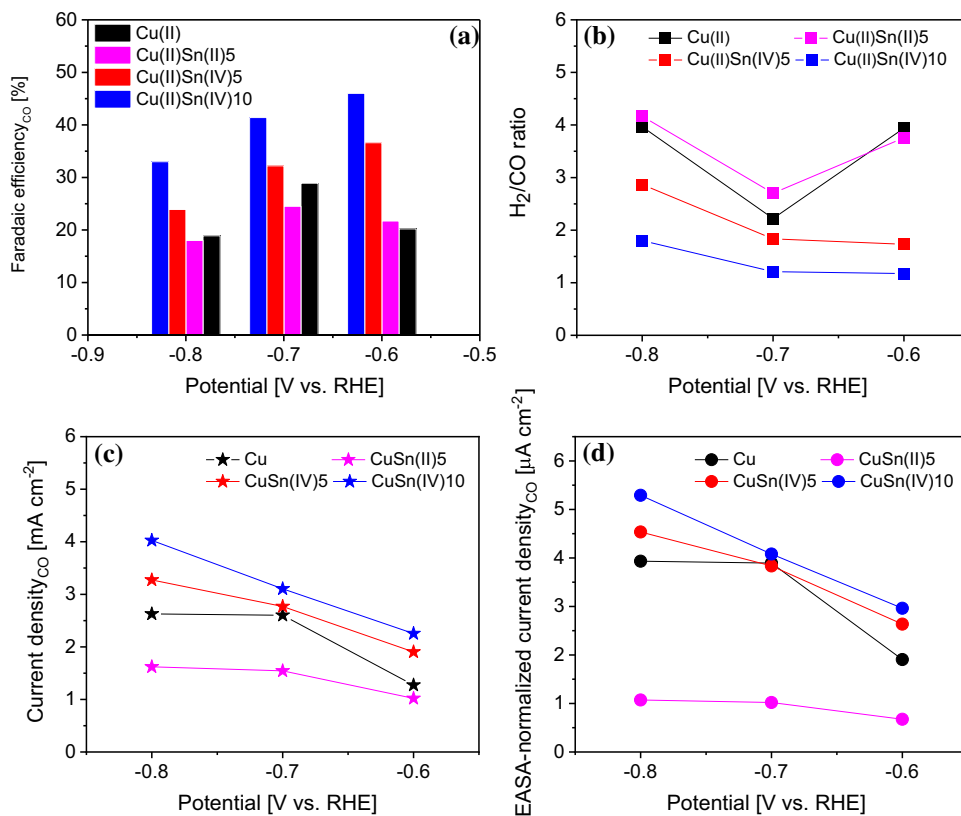 (a)
Cu(II)
Cu(II)Sn(II)5
Cu(II)Sn(IV)5
Cu(II)Sn(IV)10
Faradaic efficiencyCO [%]
60
50
40
30
20
10
0
-0.9 -0.8 -0.7 -0.6 -0.5
Potential [V vs. RHE]
(b)
Cu(II) Cu(II)Sn(II)5
Cu(II)Sn(IV)5 Cu(II)Sn(IV)10
H2/CO ratio
6
5
4
3
2
1
0
-0.8 -0.7 -0.6
Potential [V vs. RHE]
(c)
Cu CuSn(II)5
CuSn(IV)5 CuSn(IV)10
Current densityCO [mA cm-2]
6
5
4
3
2
1
0
-0.8 -0.7 -0.6
Potential [V vs. RHE]
(d)
Cu CuSn(II)5
CuSn(IV)5 CuSn(IV)10
EASA-normalized current densityCO [μA cm-2]
6
5
4
3
2
1
0
-0.8 -0.7 -0.6
Potential [V vs. RHE]